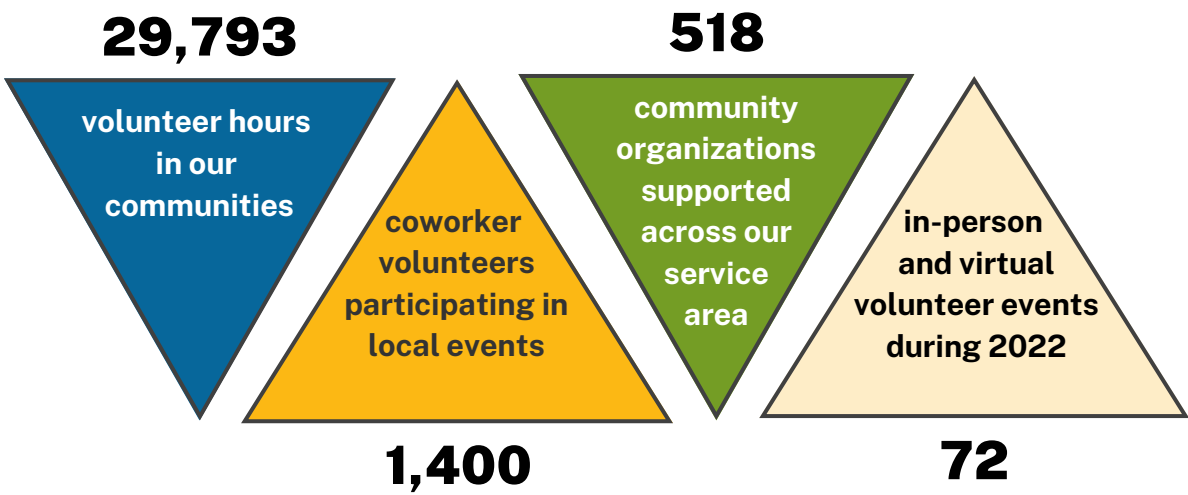 29,793
volunteer hours
in our
communities
coworker
volunteers
participating in
local events
1,400
518
community
organizations
supported
across our
service
area
in-person
and virtual
volunteer events
during 2022
72